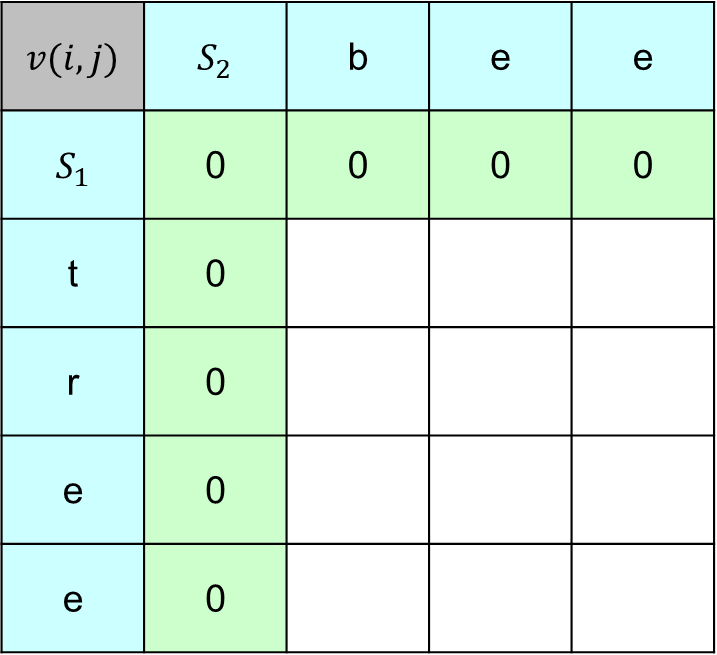 v(i,j) S₂ b e e
S₁ 0 0 0 0
t 0
r 0
e 0
e 0